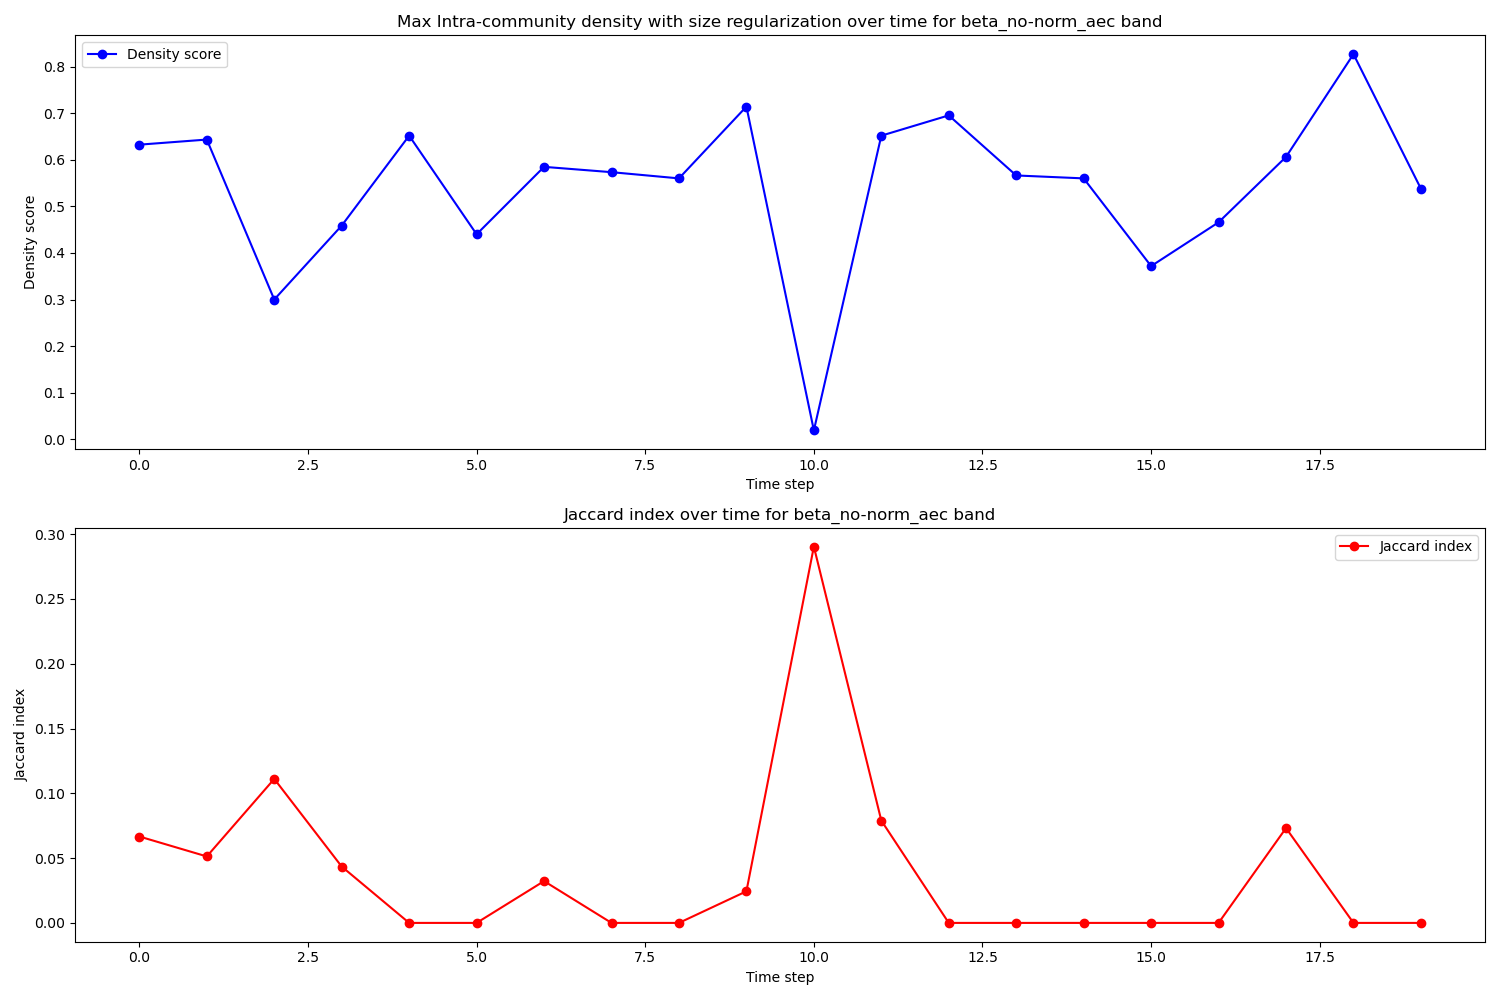 Max Intra-community density with size regularization over time for beta_no-norm_aec band
Density score
Density score
0.8
0.7
0.6
0.5
0.4
0.3
0.2
0.1
0.0
0.0 2.5 5.0 7.5 10.0 12.5 15.0 17.5
Time step
Jaccard index over time for beta_no-norm_aec band
Jaccard index
Jaccard index
0.30
0.25
0.20
0.15
0.10
0.05
0.00
0.0 2.5 5.0 7.5 10.0 12.5 15.0 17.5
Time step